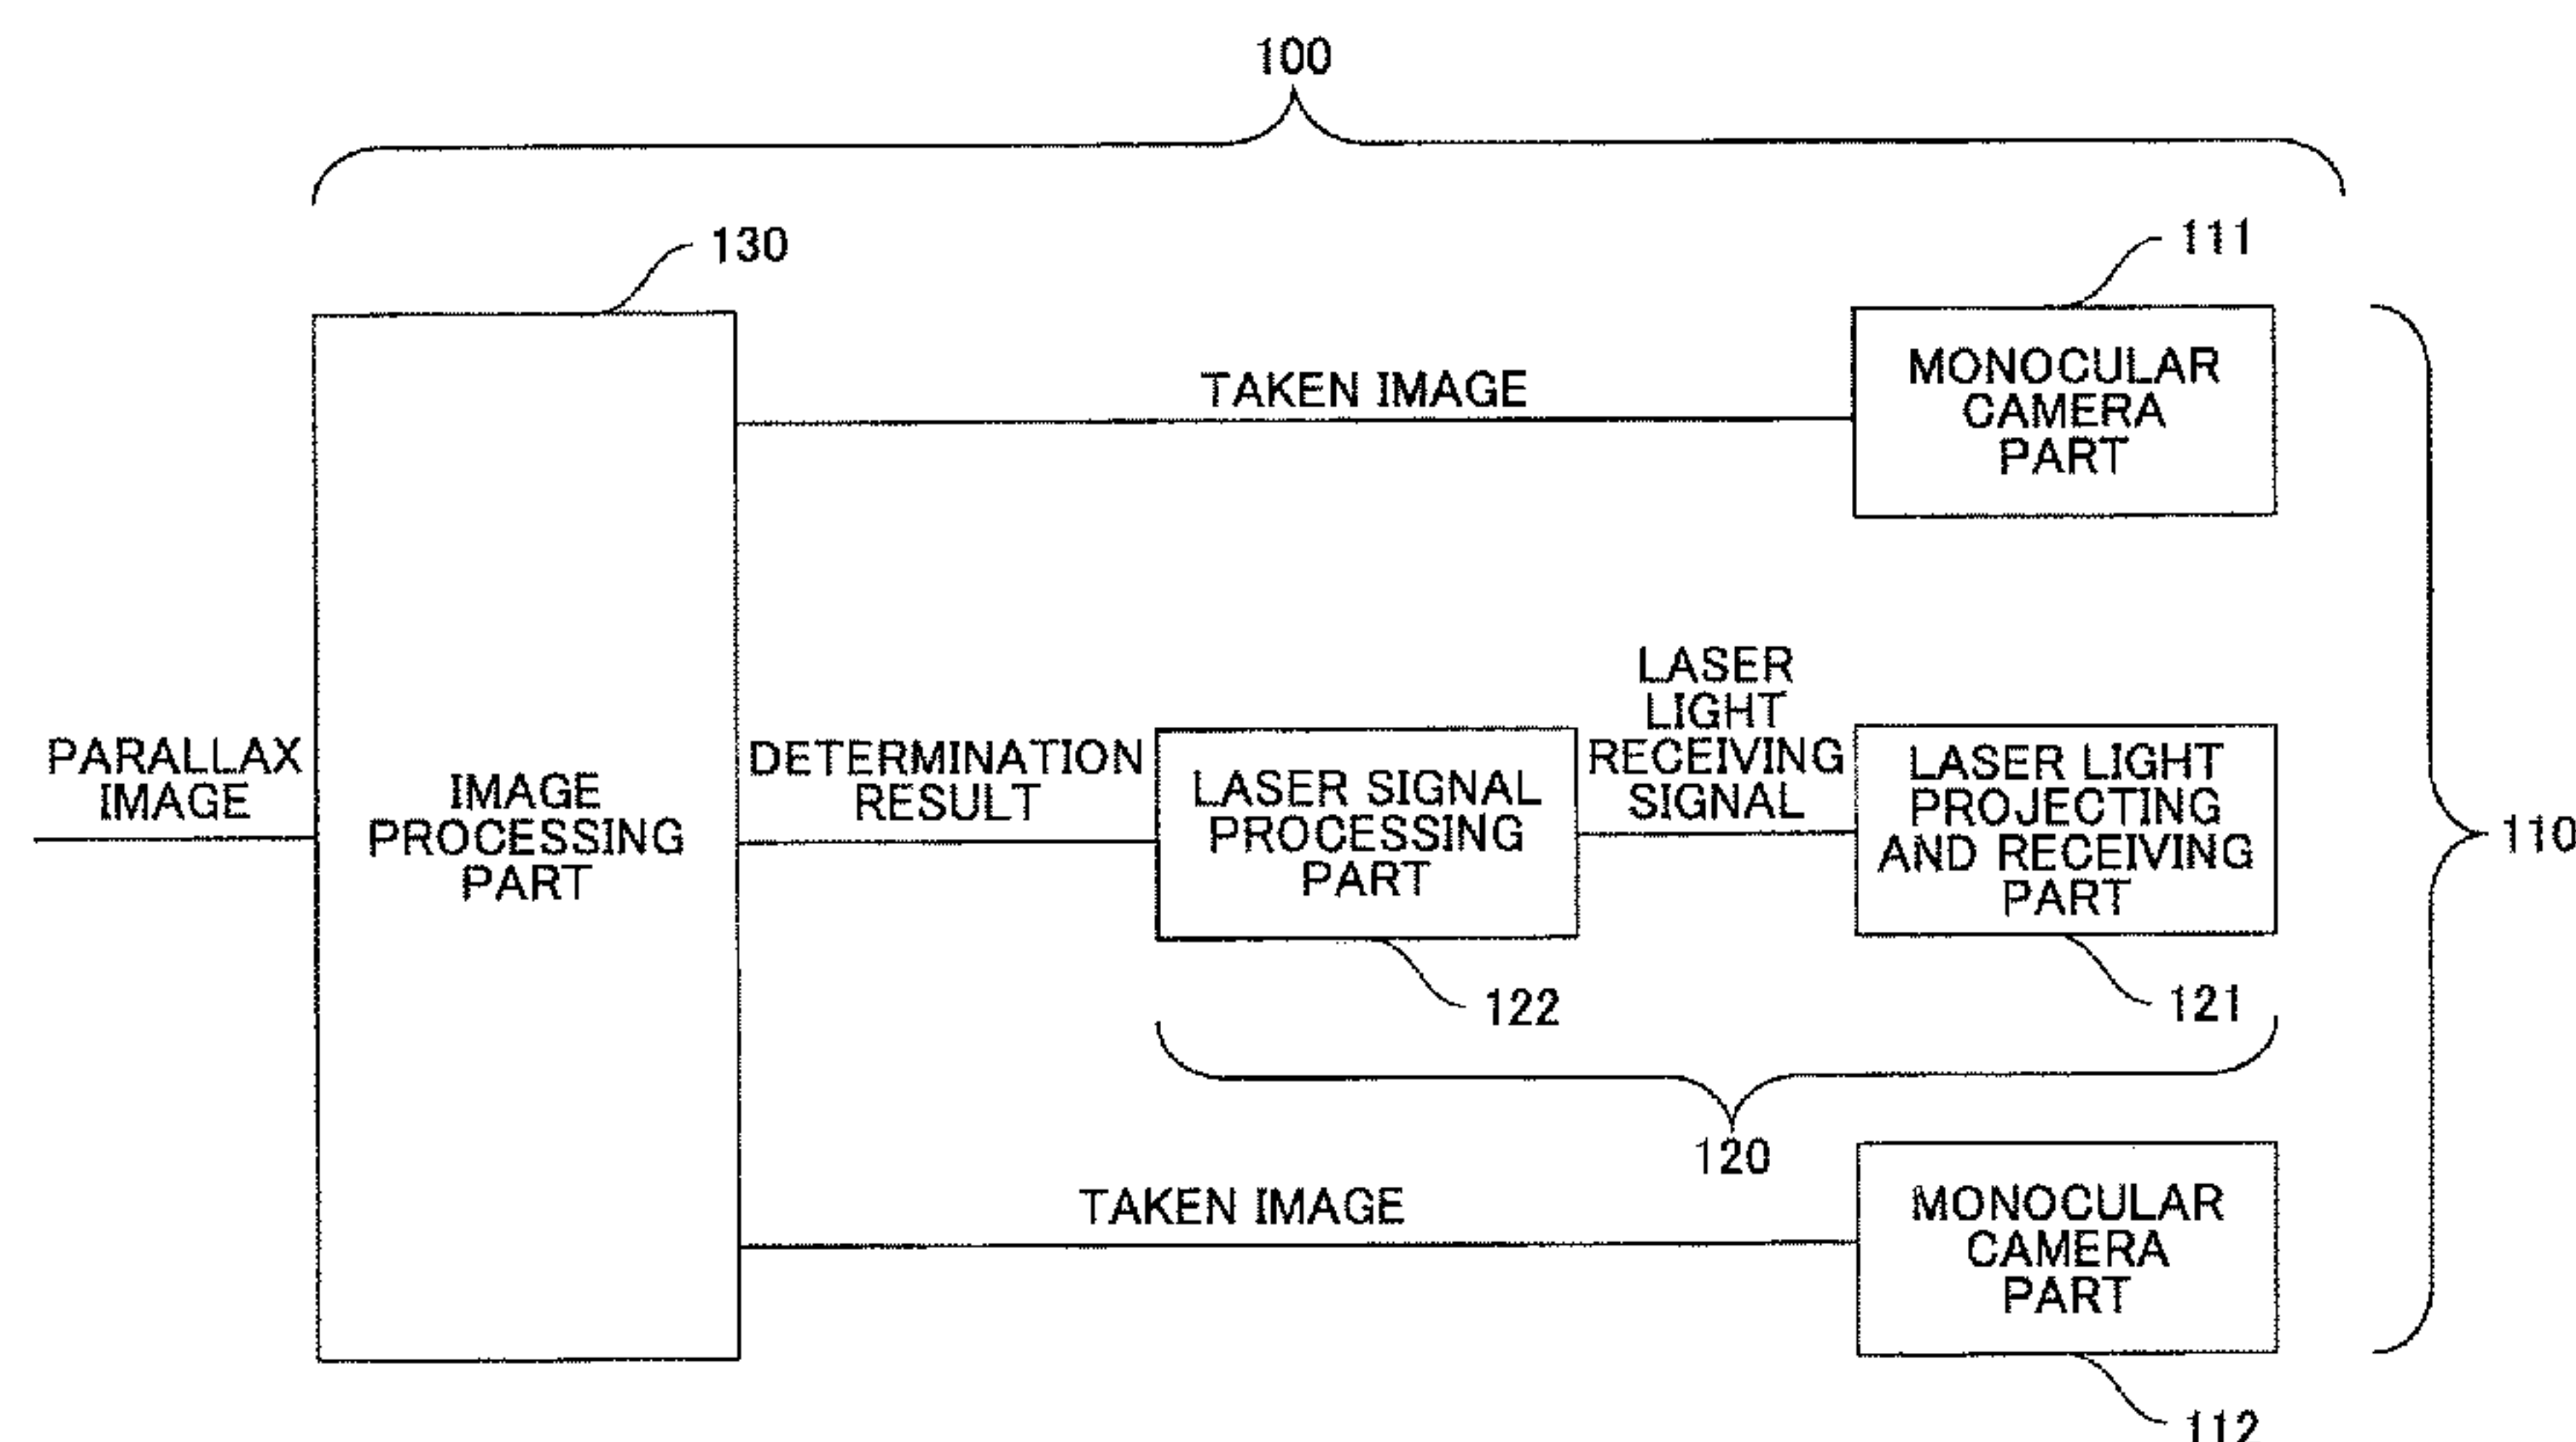 100
130
111
MONOCULAR
CAMERA
PART
TAKEN IMAGE
PARALLAX
IMAGE
IMAGE
PROCESSING
PART
DETERMINATION
RESULT
LASER SIGNAL
PROCESSING
PART
LASER
LIGHT
RECEIVING
SIGNAL
LASER LIGHT
PROJECTING
AND RECEIVING
PART
110
122
121
120
TAKEN IMAGE
MONOCULAR
CAMERA
PART
112